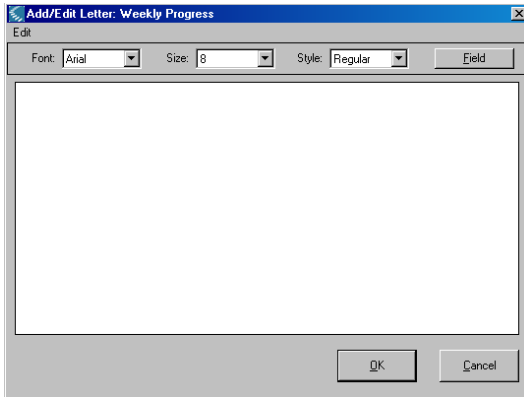 Add/Edit Letter: Weekly Progress
Edit
Font: Arial Size: 8 Style: Regular Field
OK Cancel